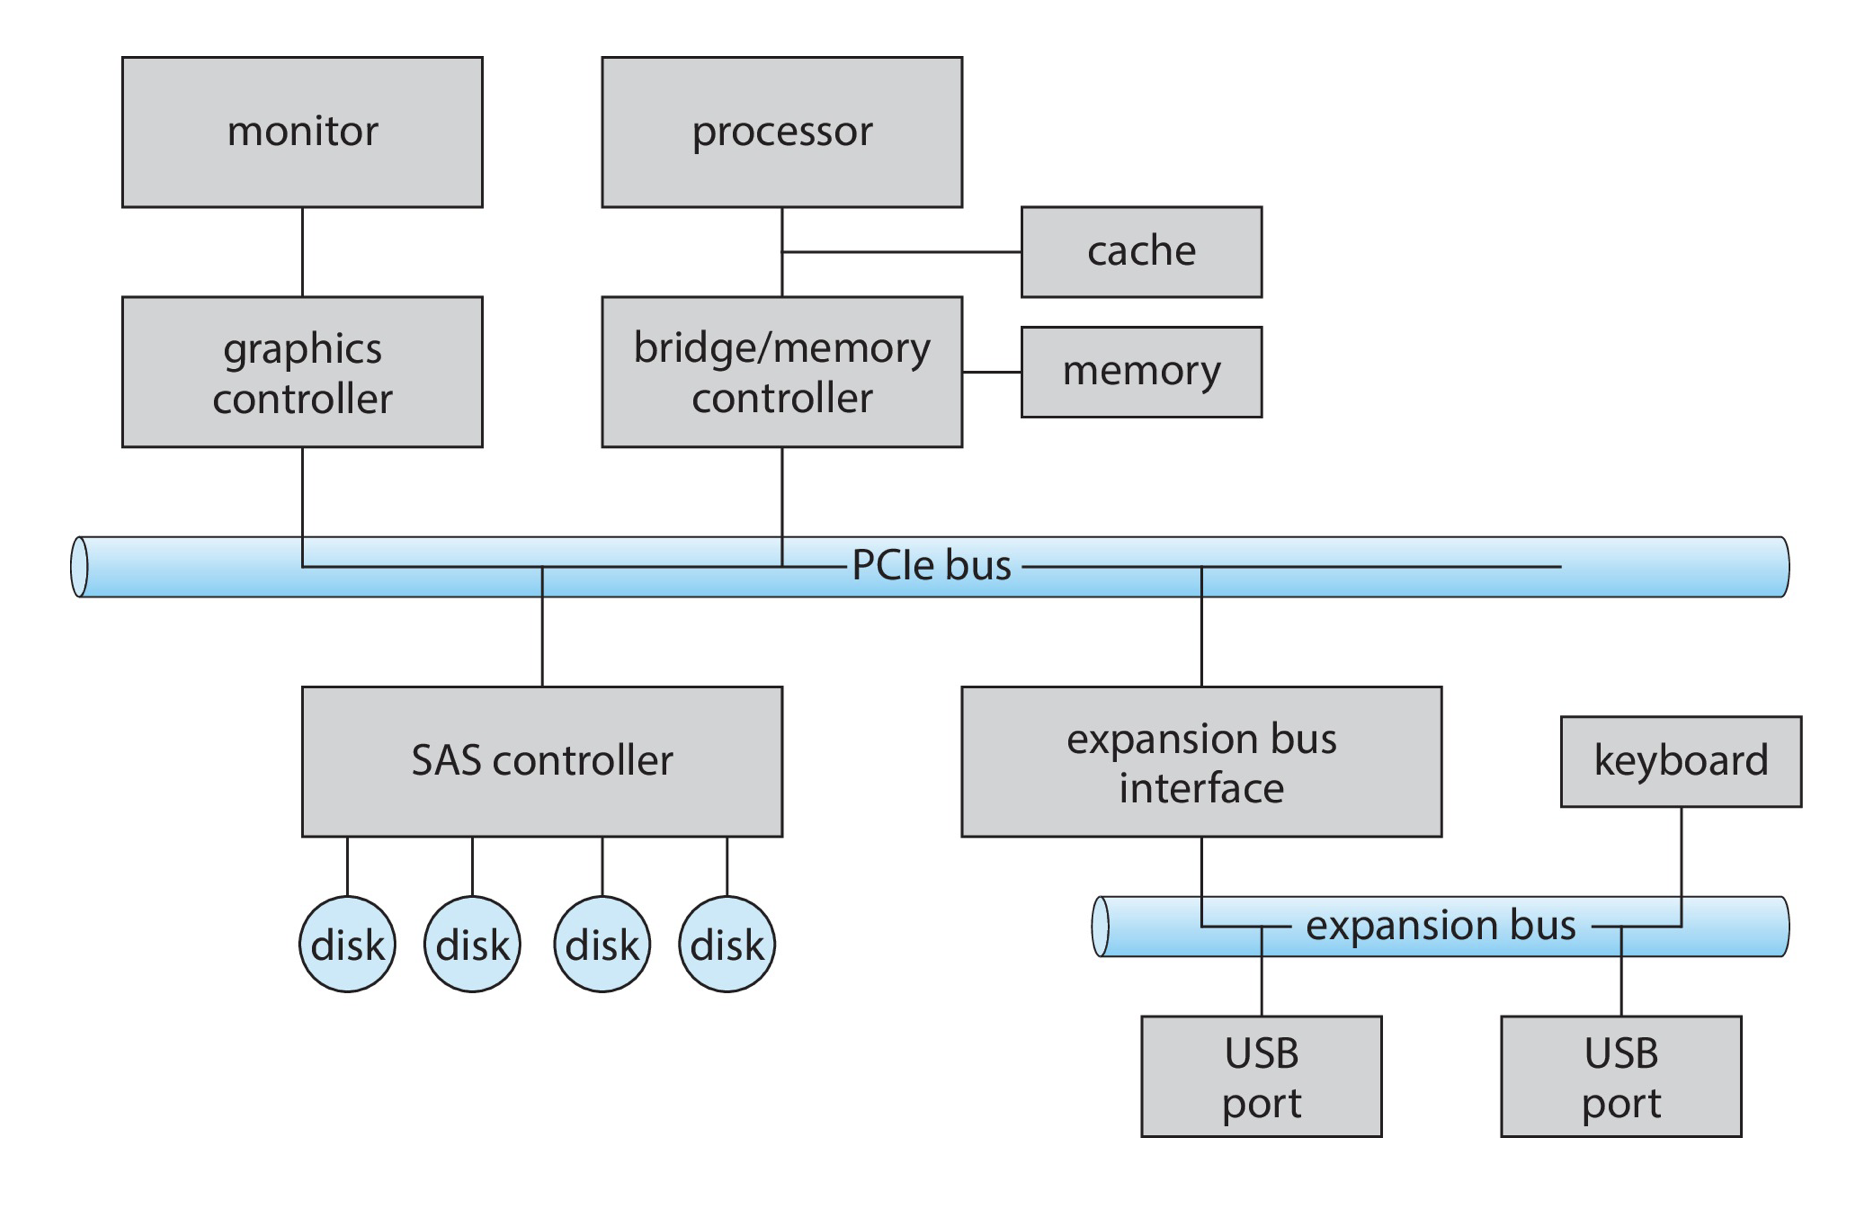 monitor
processor
cache
graphics
controller
bridge/memory
controller
memory
PCIe bus
SAS controller
expansion bus
interface
keyboard
disk
disk
disk
disk
expansion bus
USB
port
USB
port